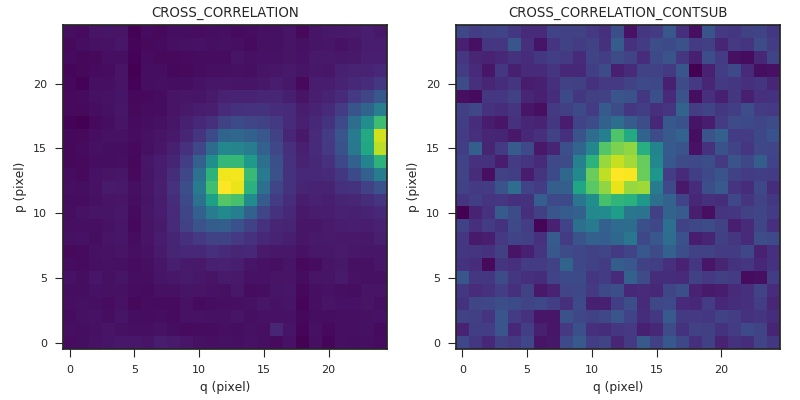 CROSS_CORRELATION
CROSS_CORRELATION_CONTSUB
20
15
10
5
0
p (pixel)
0 5 10 15 20
q (pixel)
20
15
10
5
0
p (pixel)
0 5 10 15 20
q (pixel)